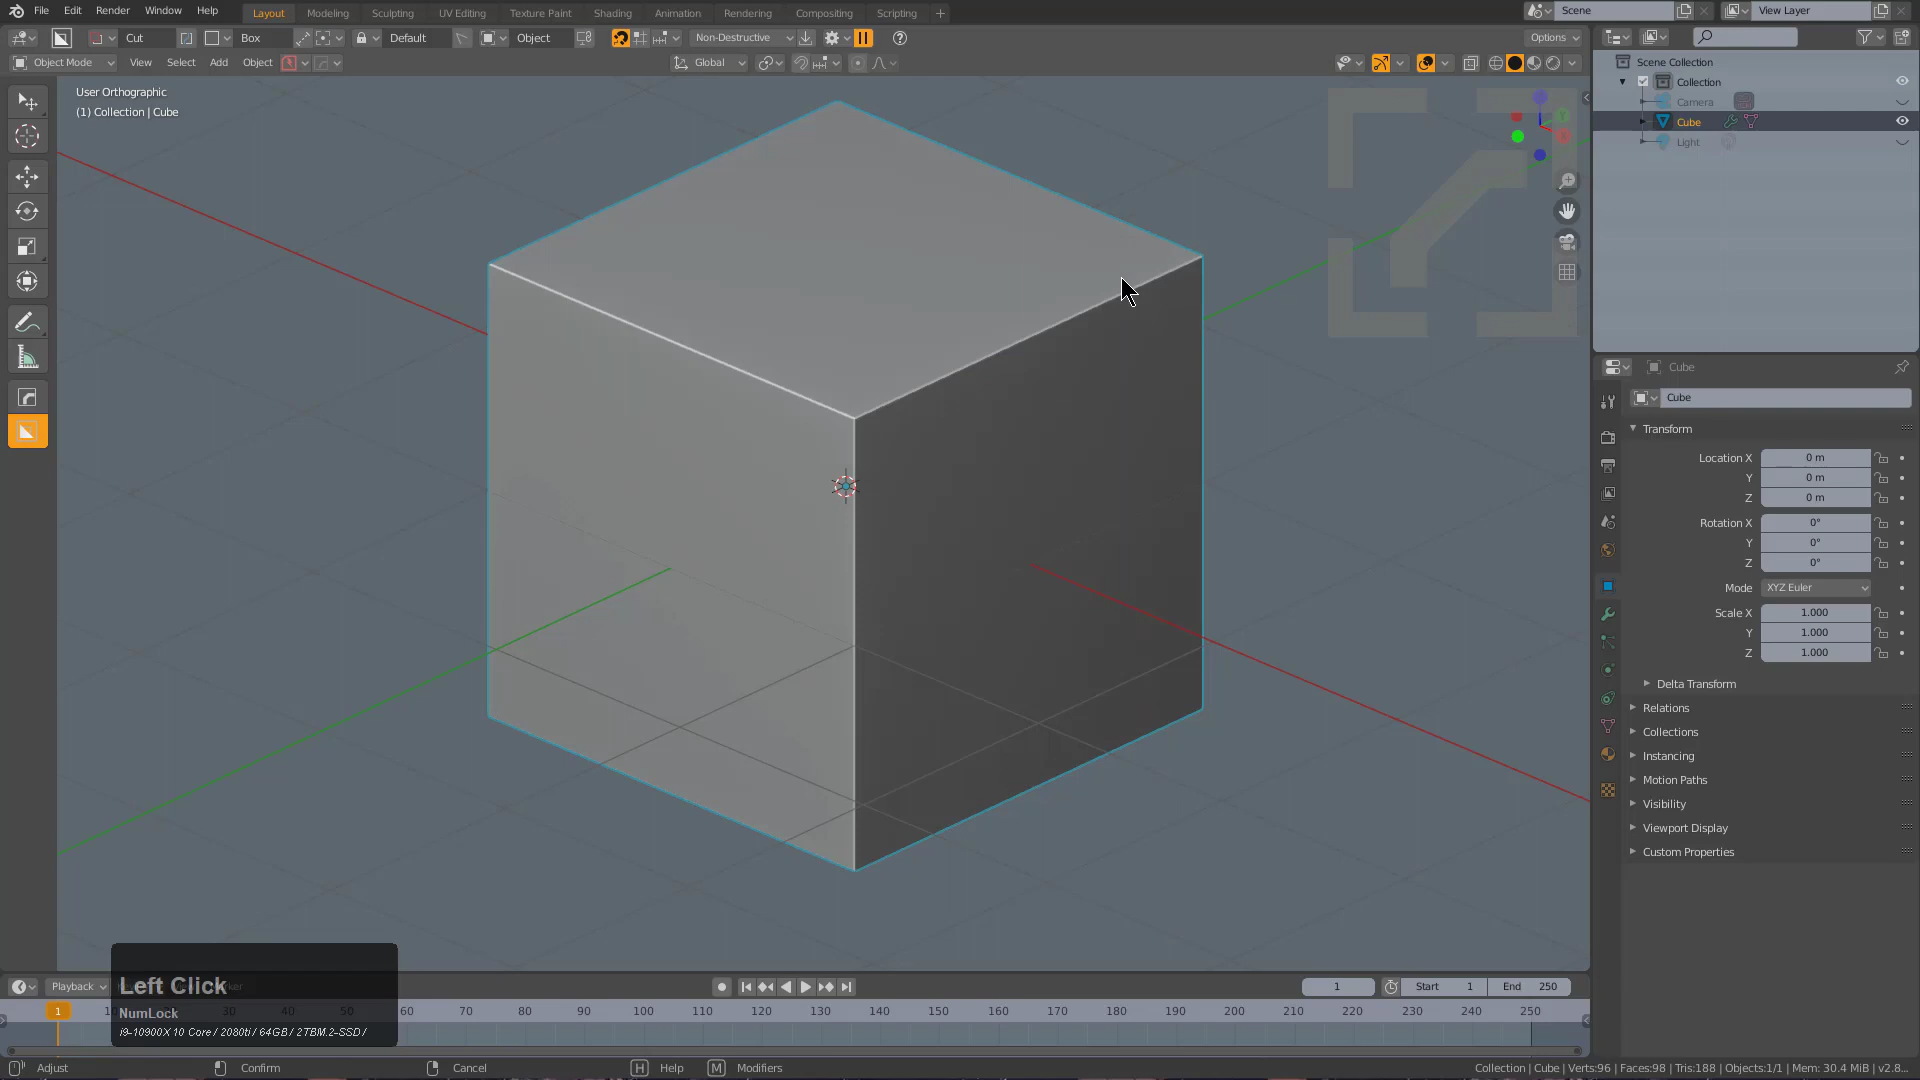 File Edit Render Window Help
Layout Modeling Sculpting UV Editing Texture Paint Shading Animation Rendering Compositing Scripting +
Scene
View Layer
Cut Box Default Object Non-Destructive
Options
Object Mode View Select Add Object
Global
User Orthographic
(1) Collection | Cube
Scene Collection
Collection
Camera
Cube
Light
Cube
Cube
Transform
Location X 0 m
Y 0 m
Z 0 m
Rotation X 0°
Y 0°
Z 0°
Mode XYZ Euler
Scale X 1.000
Y 1.000
Z 1.000
Delta Transform
Relations
Collections
Instancing
Motion Paths
Visibility
Viewport Display
Custom Properties
Playback
1 Start 1 End 250
Left Click
NumLock
i9-10900X 10 Core / 2080ti / 64GB / 2TBM.2-SSD /
1 30 40 50 60 70 80 90 100 110 120 130 140 150 160 170 180 190 200 210 220 230 240 250
Adjust Confirm Cancel H Help M Modifiers
Collection | Cube | Verts:96 | Faces:98 | Tris:188 | Objects:1/1 | Mem: 30.4 MiB | v2.8...